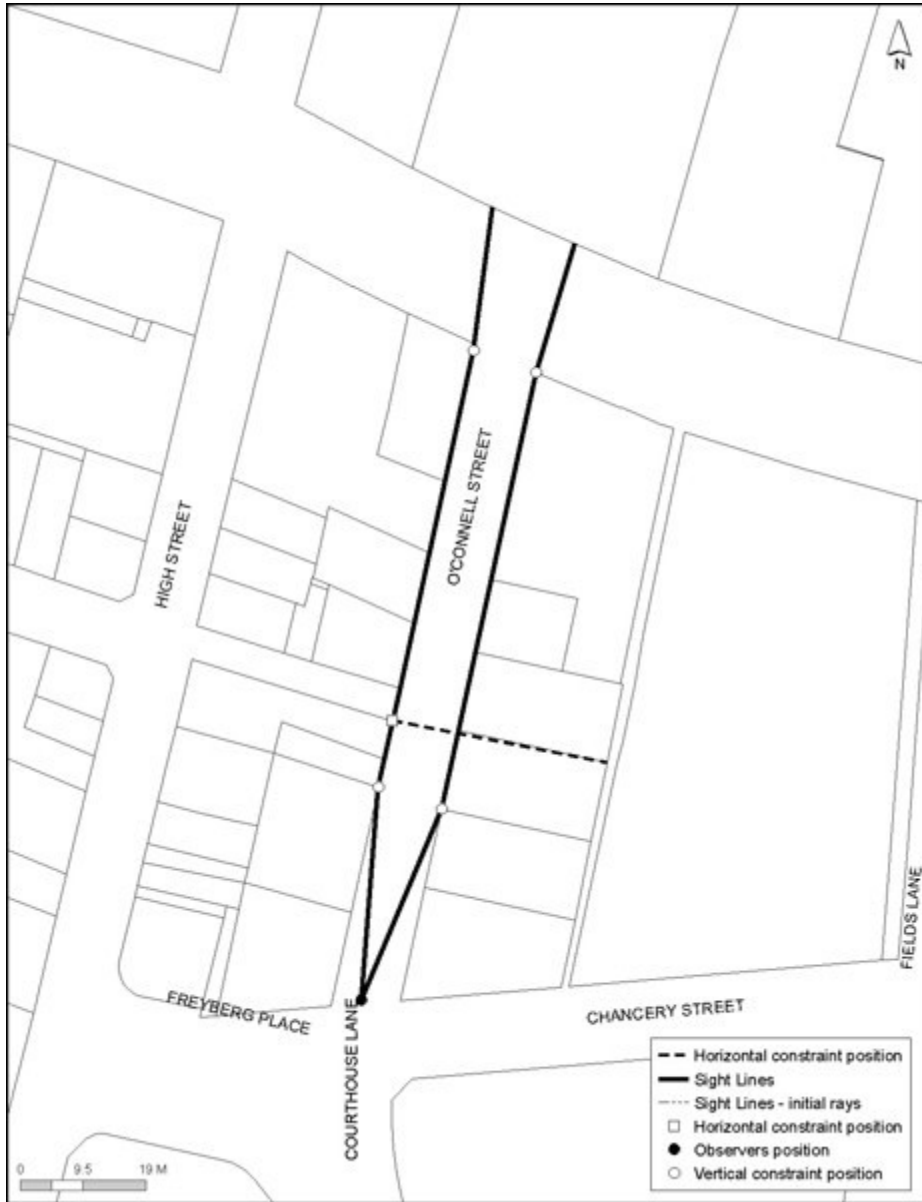 N
O'CONNELL STREET
HIGH STREET
FIELDS LANE
FREYBERG PLACE
CHANCERY STREET
COURTHOUSE LANE
Horizontal constraint position
Sight Lines
Sight Lines - initial rays
Horizontal constraint position
Observers position
Vertical constraint position
0 9.5 19 M